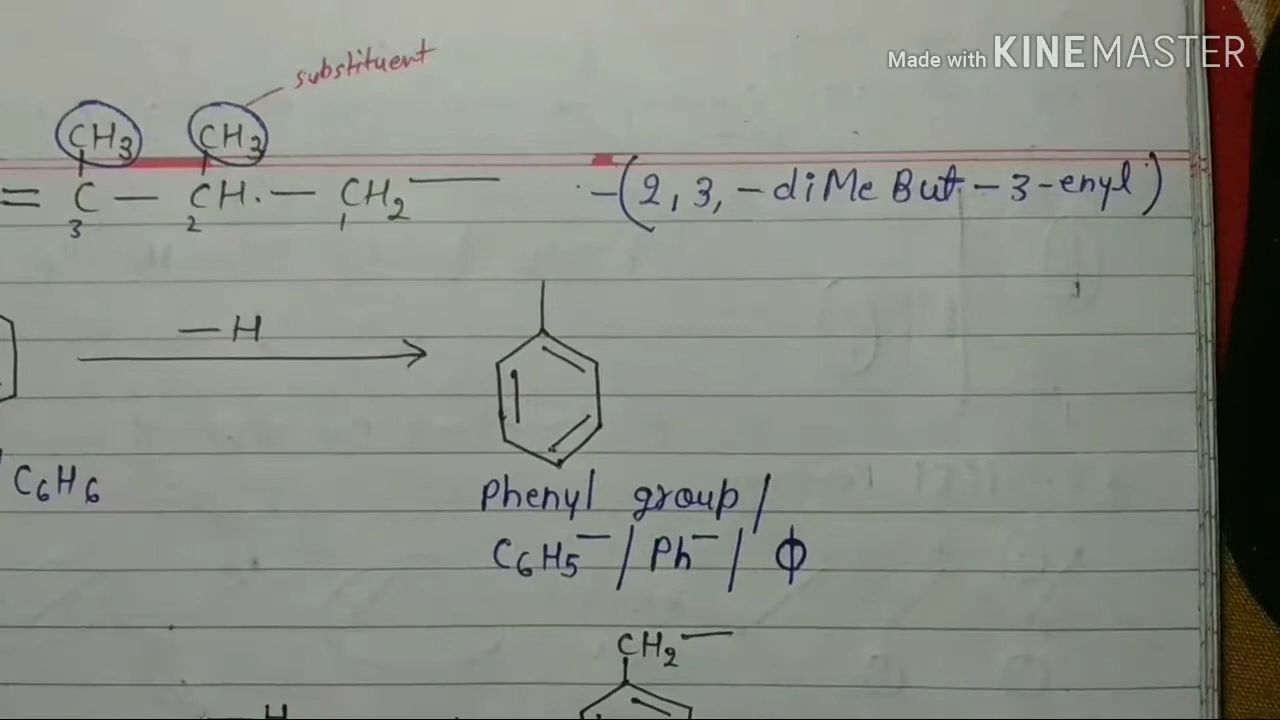 Made with KINEMASTER
substituent
CH3 CH3
= C — CH. — CH2 — -(2,3,-diMe But-3-enyl)
3 2 1
—H
C6H6
Phenyl group /
C6H5— / Ph— / Φ
CH2—
H